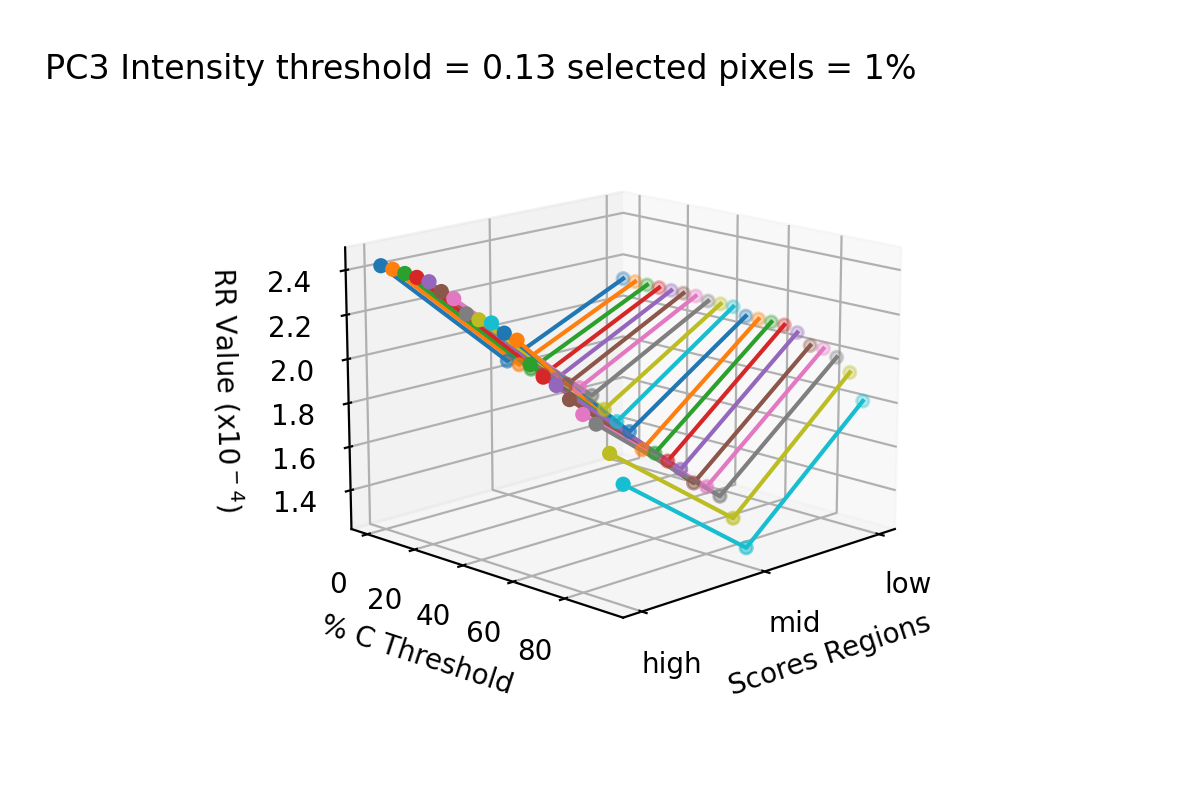 PC3 Intensity threshold = 0.13 selected pixels = 1%
RR Value (x10⁻⁴)
2.4
2.2
2.0
1.8
1.6
1.4
0
20
40
60
80
% C Threshold
high
mid
low
Scores Regions